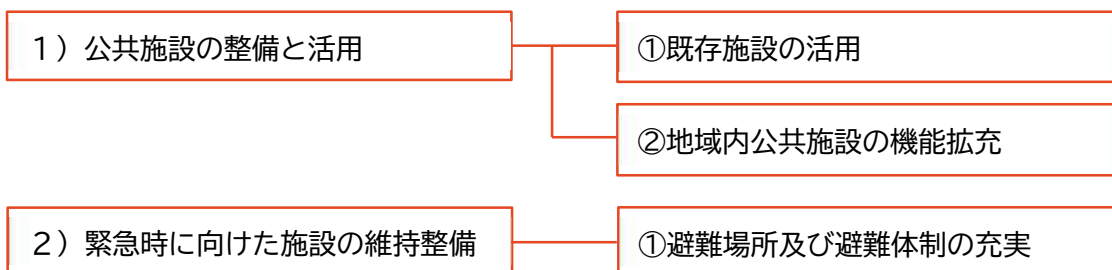 １）公共施設の整備と活用
①既存施設の活用
②地域内公共施設の機能拡充
２）緊急時に向けた施設の維持整備
①避難場所及び避難体制の充実